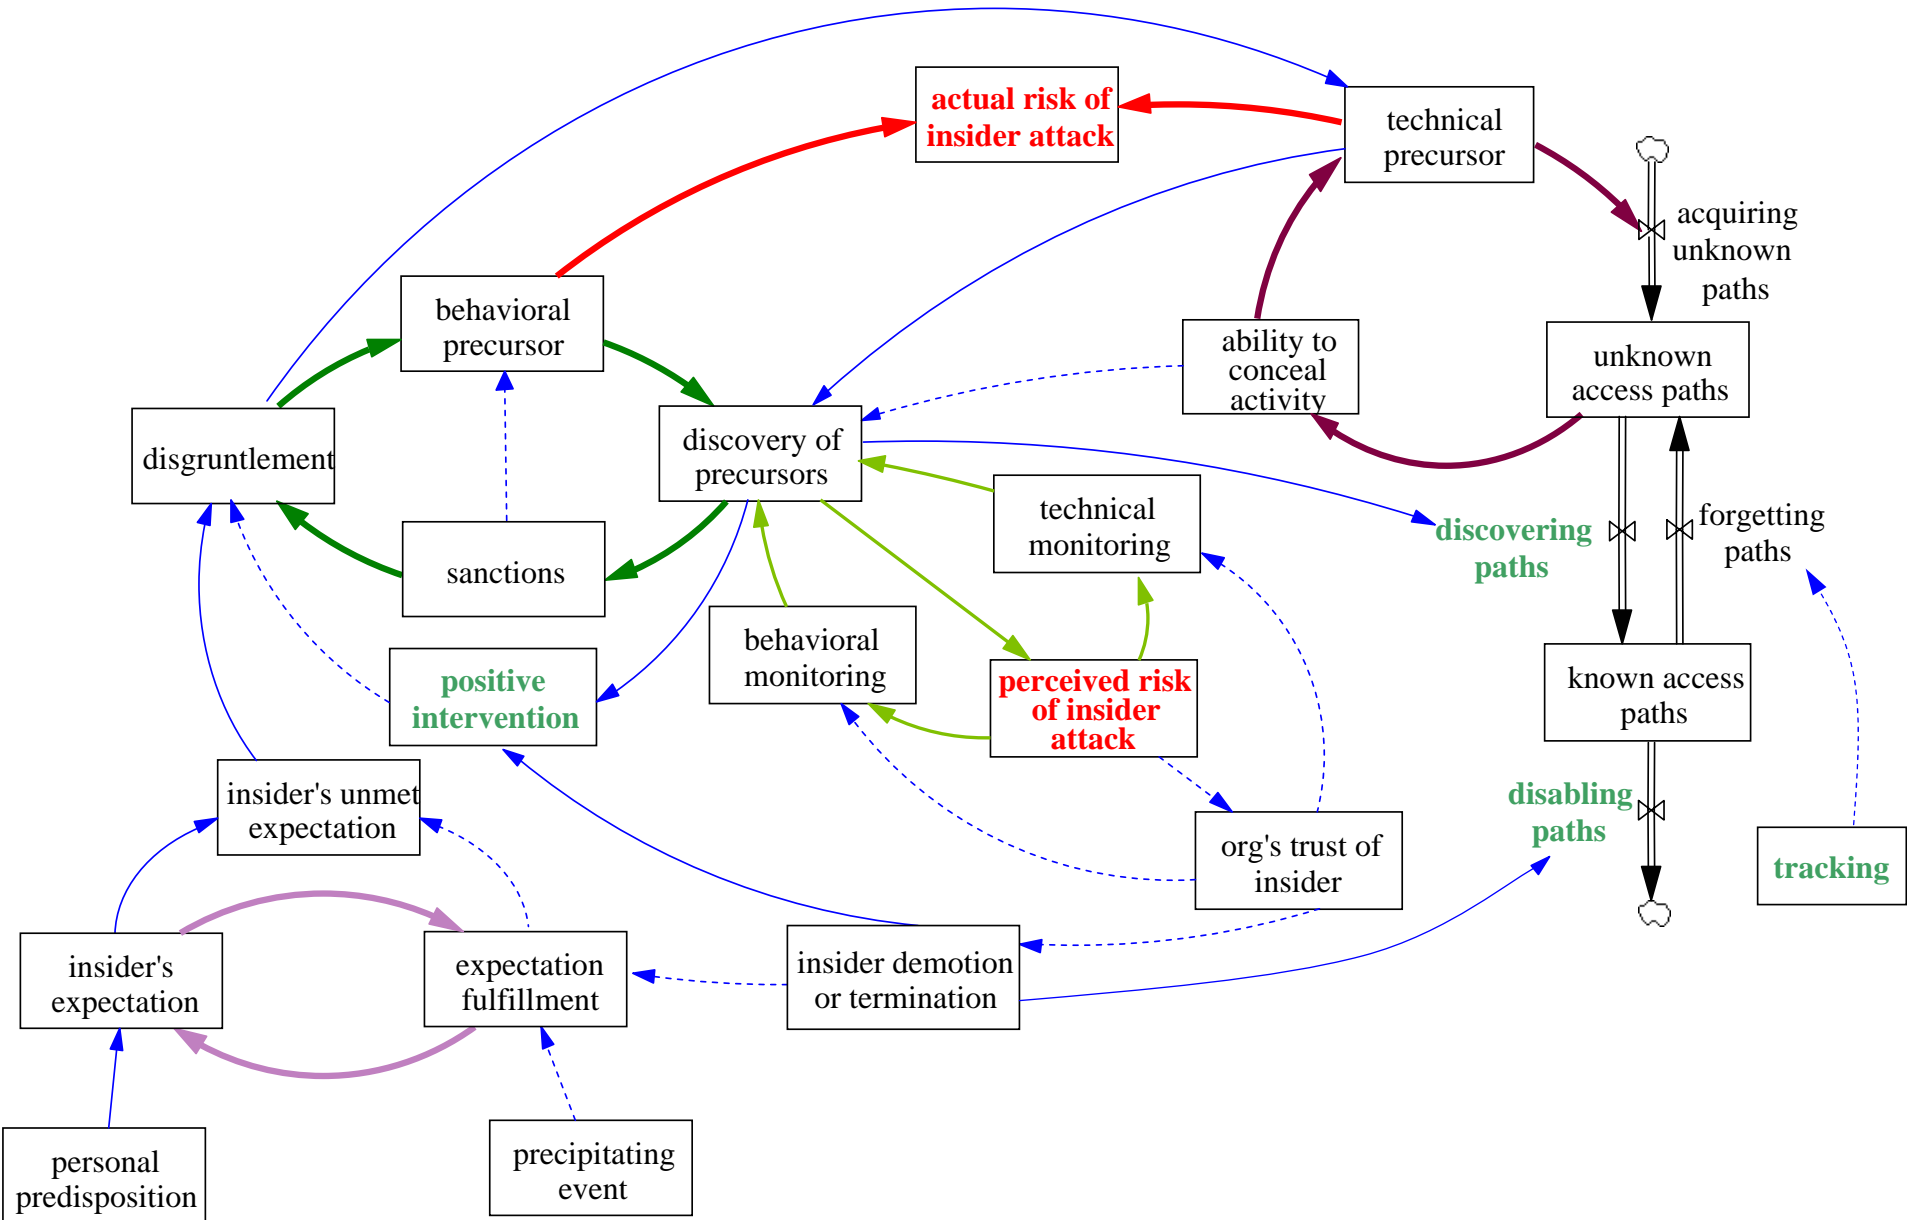 actual risk of
insider attack
technical
precursor
acquiring
unknown
paths
behavioral
precursor
ability to
conceal
activity
unknown
access paths
disgruntlement
discovery of
precursors
technical
monitoring
discovering
paths
forgetting
paths
sanctions
behavioral
monitoring
positive
intervention
perceived risk
of insider
attack
known access
paths
insider's unmet
expectation
disabling
paths
org's trust of
insider
tracking
insider's
expectation
expectation
fulfillment
insider demotion
or termination
personal
predisposition
precipitating
event